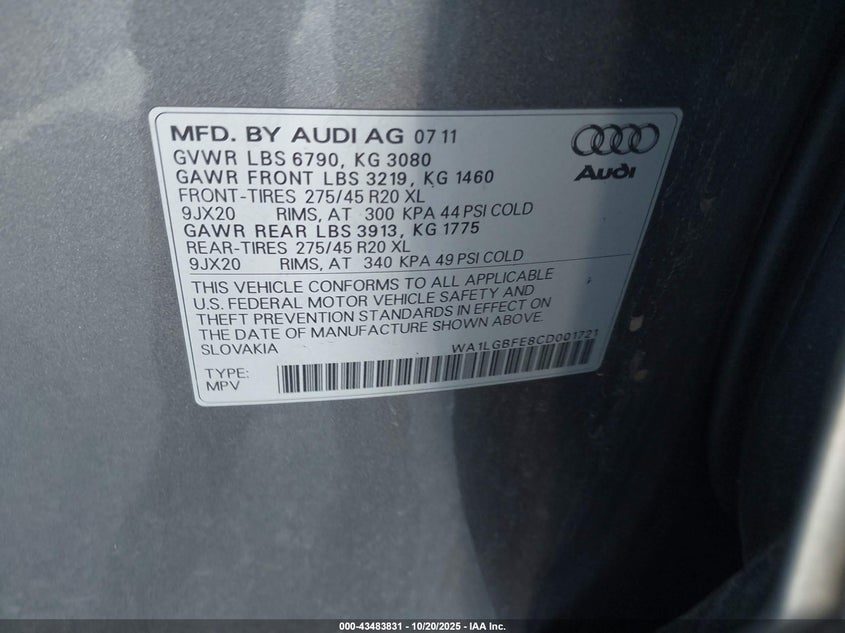 MFD. BY AUDI AG 07 11
GVWR LBS 6790, KG 3080
GAWR FRONT LBS 3219, KG 1460
FRONT-TIRES 275/45 R20 XL
9JX20 RIMS, AT 300 KPA 44 PSI COLD
GAWR REAR LBS 3913, KG 1775
REAR-TIRES 275/45 R20 XL
9JX20 RIMS, AT 340 KPA 49 PSI COLD
Audi
THIS VEHICLE CONFORMS TO ALL APPLICABLE
U.S. FEDERAL MOTOR VEHICLE SAFETY AND
THEFT PREVENTION STANDARDS IN EFFECT ON
THE DATE OF MANUFACTURE SHOWN ABOVE.
SLOVAKIA WA1LGBFE8CD001721
TYPE:
MPV
000-43483831 - 10/20/2025 - IAA Inc.